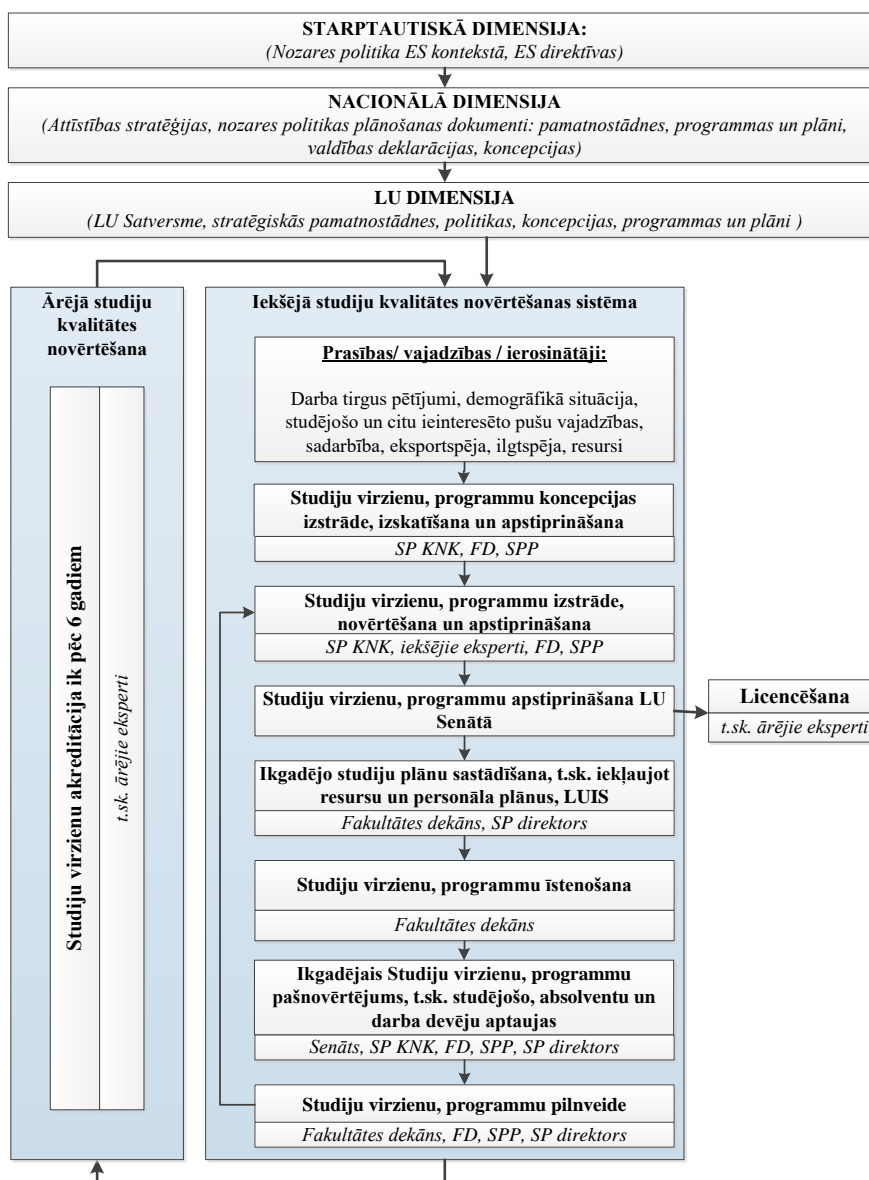 STARPTAUTISKĀ DIMENSIJA:
(Nozares politika ES kontekstā, ES direktīvas)
NACIONĀLĀ DIMENSIJA
(Attīstības stratēģijas, nozares politikas plānošanas dokumenti: pamatnostādnes, programmas un plāni,
valdības deklarācijas, koncepcijas)
LU DIMENSIJA
(LU Satversme, stratēģiskās pamatnostādnes, politikas, koncepcijas, programmas un plāni )
Ārējā studiju
kvalitātes
novērtēšana
Studiju virzienu akreditācija ik pēc 6 gadiem
t.sk. ārējie eksperti
Iekšējā studiju kvalitātes novērtēšanas sistēma
Prasības/ vajadzības / ierosinātāji:
Darba tirgus pētījumi, demogrāfikā situācija,
studējošo un citu ieinteresēto pušu vajadzības,
sadarbība, eksportspēja, ilgtspēja, resursi
Studiju virzienu, programmu koncepcijas
izstrāde, izskatīšana un apstiprināšana
SP KNK, FD, SPP
Studiju virzienu, programmu izstrāde,
novērtēšana un apstiprināšana
SP KNK, iekšējie eksperti, FD, SPP
Studiju virzienu, programmu apstiprināšana LU
Senātā
Licencēšana
t.sk. ārējie eksperti
Ikgadējo studiju plānu sastādīšana, t.sk. iekļaujot
resursu un personāla plānus, LUIS
Fakultātes dekāns, SP direktors
Studiju virzienu, programmu īstenošana
Fakultātes dekāns
Ikgadējais Studiju virzienu, programmu
pašnovērtējums, t.sk. studējošo, absolventu un
darba devēju aptaujas
Senāts, SP KNK, FD, SPP, SP direktors
Studiju virzienu, programmu pilnveide
Fakultātes dekāns, FD, SPP, SP direktors